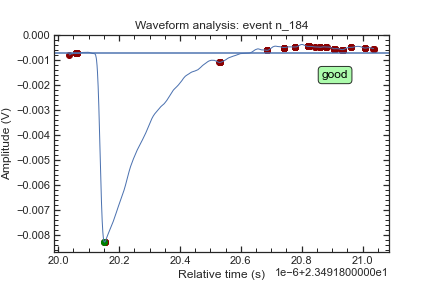 Waveform analysis: event n_184
0.000
−0.001
−0.002
−0.003
−0.004
−0.005
−0.006
−0.007
−0.008
Amplitude (V)
good
20.0 20.2 20.4 20.6 20.8 21.0
Relative time (s) 1e−6+2.3491800000e1